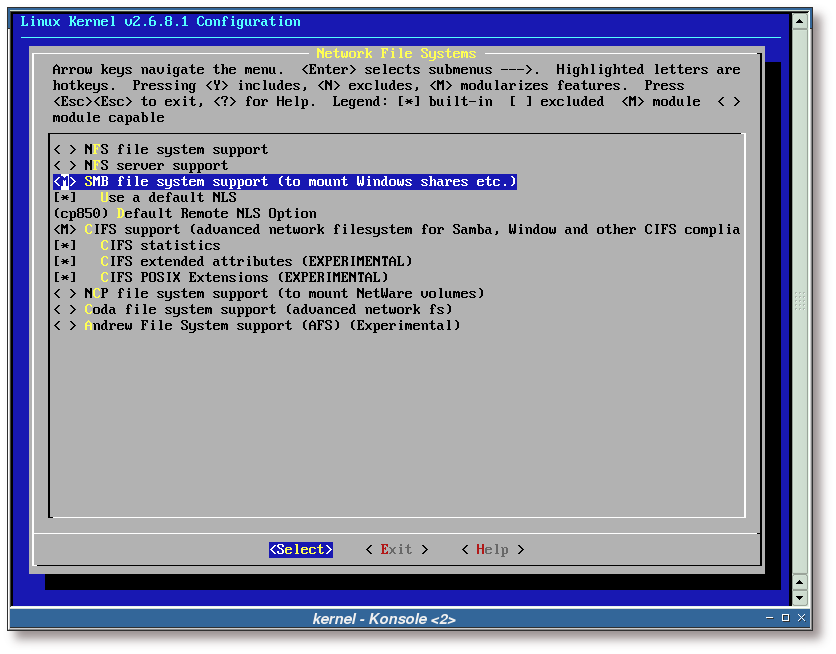 Linux Kernel v2.6.8.1 Configuration
Network File Systems
Arrow keys navigate the menu.  <Enter> selects submenus --->.  Highlighted letters are
hotkeys.  Pressing <Y> includes, <N> excludes, <M> modularizes features.  Press
<Esc><Esc> to exit, <?> for Help.  Legend: [*] built-in  [ ] excluded  <M> module  < >
module capable
< > NFS file system support
< > NFS server support
<M> SMB file system support (to mount Windows shares etc.)
[*]   Use a default NLS
(cp850) Default Remote NLS Option
<M> CIFS support (advanced network filesystem for Samba, Window and other CIFS complia
[*]   CIFS statistics
[*]   CIFS extended attributes (EXPERIMENTAL)
[*]   CIFS POSIX Extensions (EXPERIMENTAL)
< > NCP file system support (to mount NetWare volumes)
< > Coda file system support (advanced network fs)
< > Andrew File System support (AFS) (Experimental)
<Select>    < Exit >    < Help >
kernel - Konsole <2>